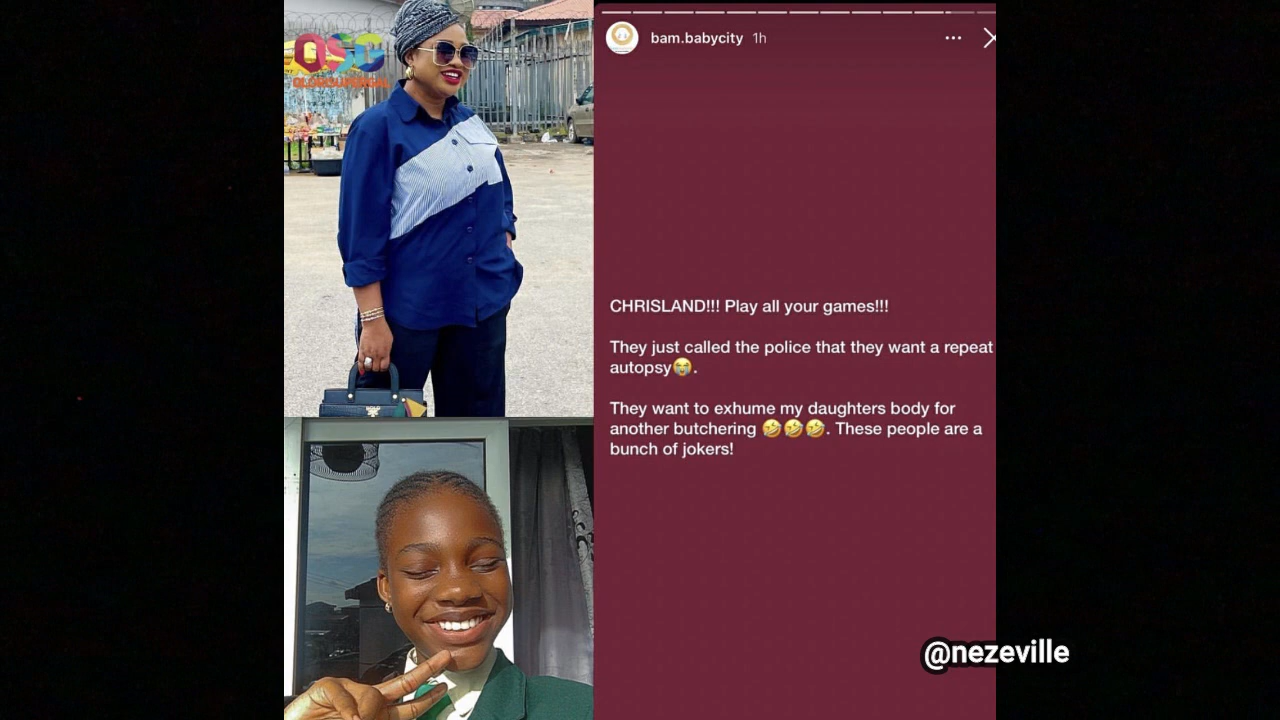 OSG
bam.babycity 1h
CHRISLAND!!! Play all your games!!!
They just called the police that they want a repeat
autopsy😭.
They want to exhume my daughters body for
another butchering 🤣🤣🤣. These people are a
bunch of jokers!
@nezeville